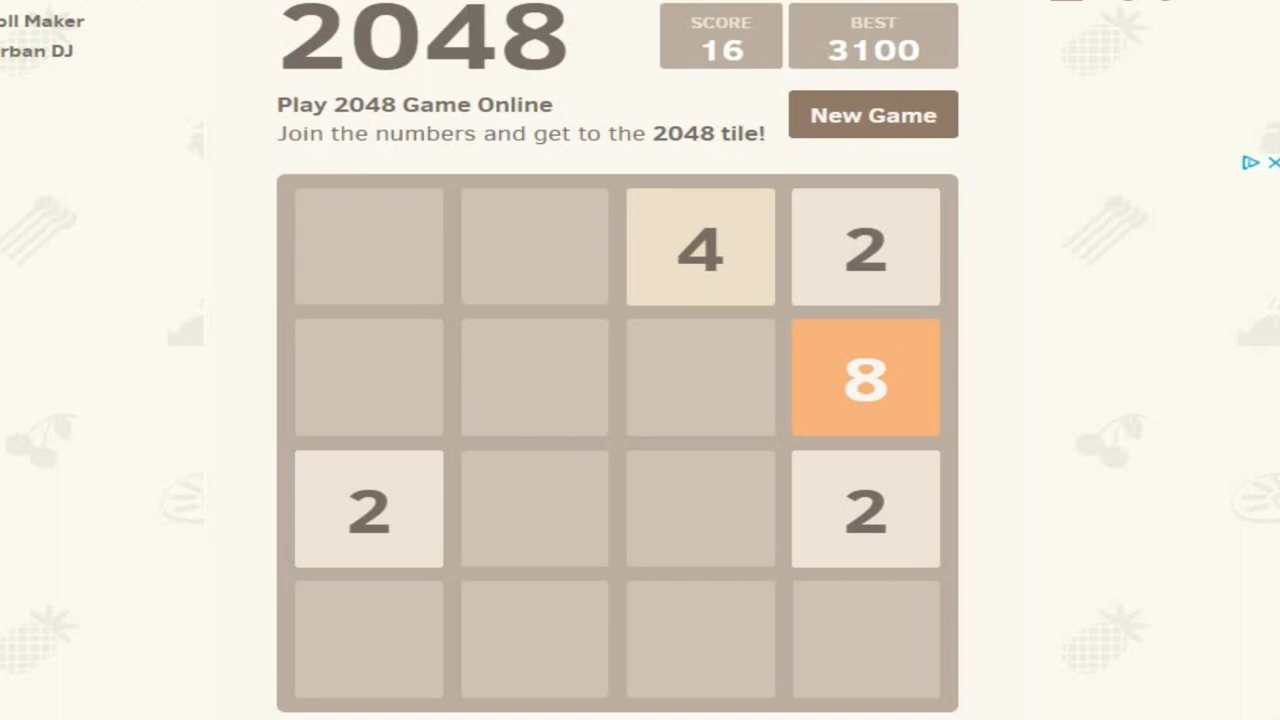 oll Maker
rban DJ
2048
SCORE
16
BEST
3100
Play 2048 Game Online
Join the numbers and get to the 2048 tile!
New Game
4 2
8
2 2